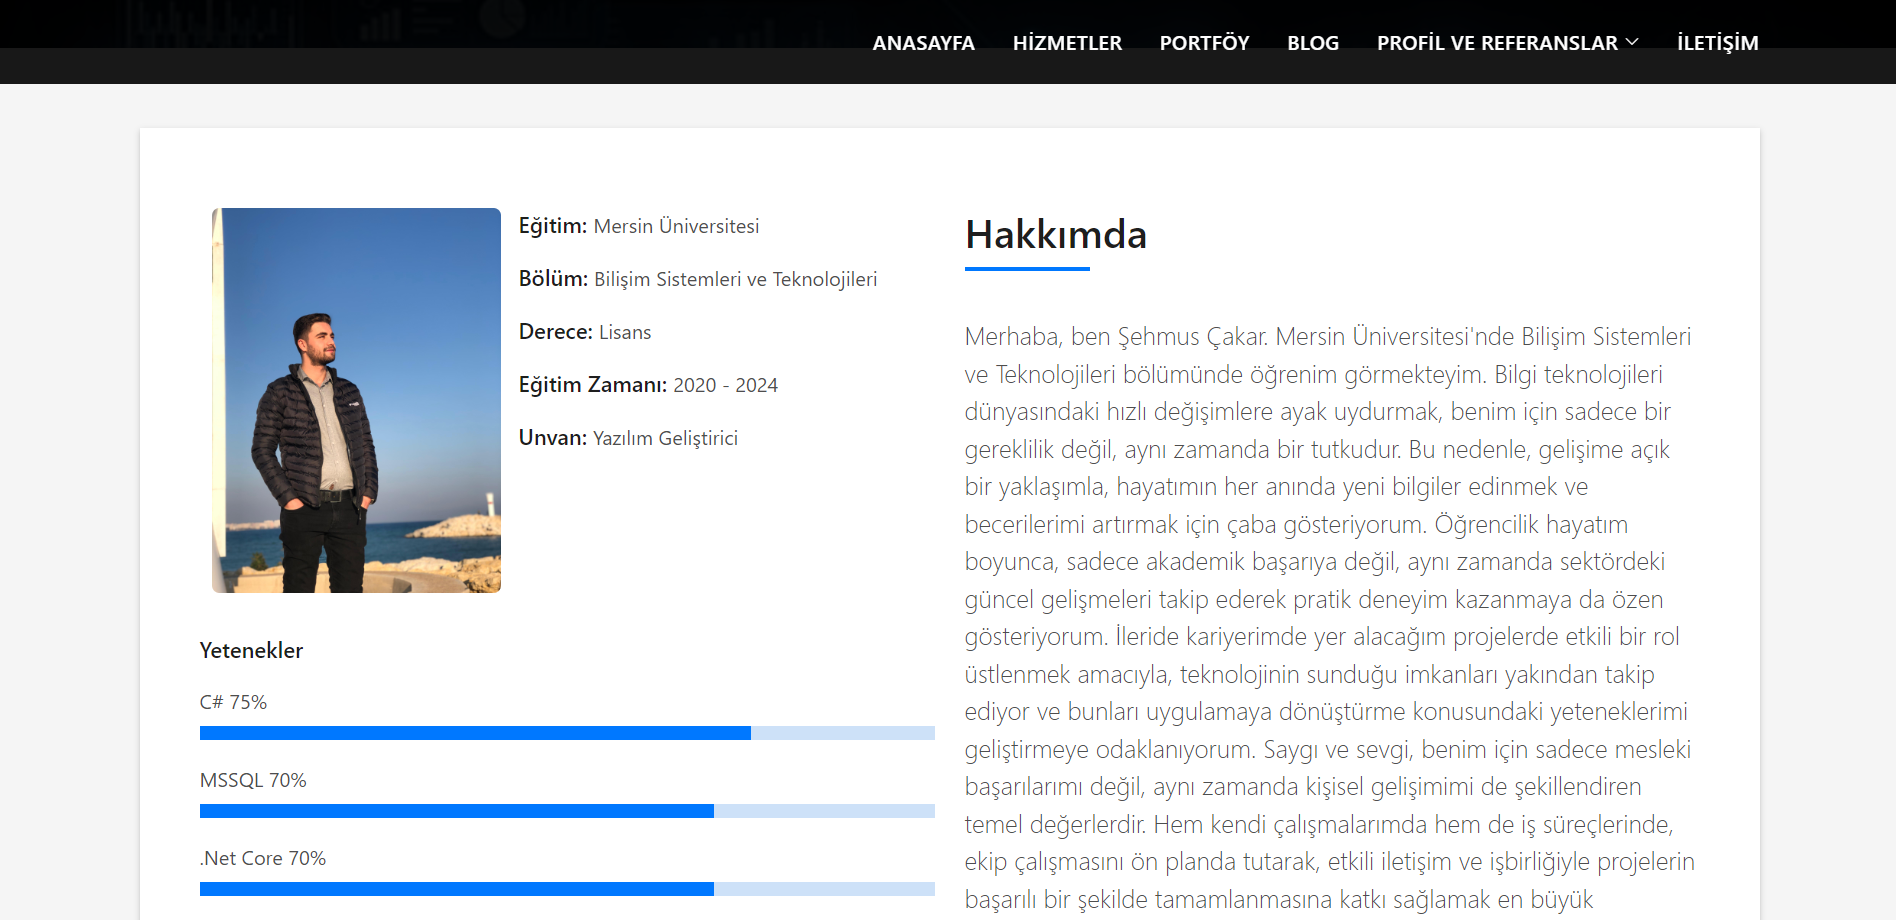 ANASAYFA HİZMETLER PORTFÖY BLOG PROFİL VE REFERANSLAR İLETİŞİM
Eğitim: Mersin Üniversitesi
Bölüm: Bilişim Sistemleri ve Teknolojileri
Derece: Lisans
Eğitim Zamanı: 2020 - 2024
Unvan: Yazılım Geliştirici
Yetenekler
C# 75%
MSSQL 70%
.Net Core 70%
Hakkımda
Merhaba, ben Şehmus Çakar. Mersin Üniversitesi'nde Bilişim Sistemleri
ve Teknolojileri bölümünde öğrenim görmekteyim. Bilgi teknolojileri
dünyasındaki hızlı değişimlere ayak uydurmak, benim için sadece bir
gereklilik değil, aynı zamanda bir tutkudur. Bu nedenle, gelişime açık
bir yaklaşımla, hayatımın her anında yeni bilgiler edinmek ve
becerilerimi artırmak için çaba gösteriyorum. Öğrencilik hayatım
boyunca, sadece akademik başarıya değil, aynı zamanda sektördeki
güncel gelişmeleri takip ederek pratik deneyim kazanmaya da özen
gösteriyorum. İleride kariyerimde yer alacağım projelerde etkili bir rol
üstlenmek amacıyla, teknolojinin sunduğu imkanları yakından takip
ediyor ve bunları uygulamaya dönüştürme konusundaki yeteneklerimi
geliştirmeye odaklanıyorum. Saygı ve sevgi, benim için sadece mesleki
başarılarımı değil, aynı zamanda kişisel gelişimimi de şekillendiren
temel değerlerdir. Hem kendi çalışmalarımda hem de iş süreçlerinde,
ekip çalışmasını ön planda tutarak, etkili iletişim ve işbirliğiyle projelerin
başarılı bir şekilde tamamlanmasına katkı sağlamak en büyük